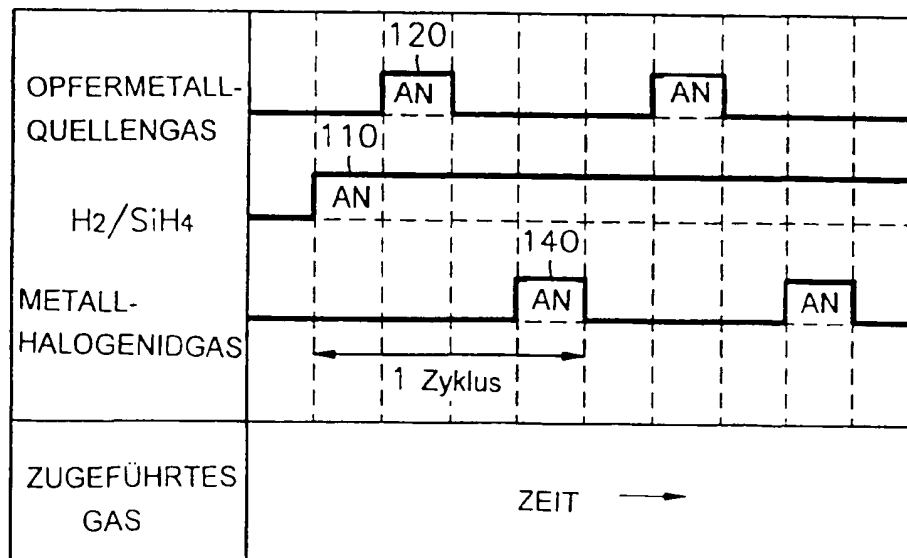 120
OPFERMETALL-
QUELLENGAS
AN
AN
110
H2/SiH4
AN
140
METALL-
HALOGENIDGAS
AN
AN
1 Zyklus
ZUGEFÜHRTES
GAS
ZEIT